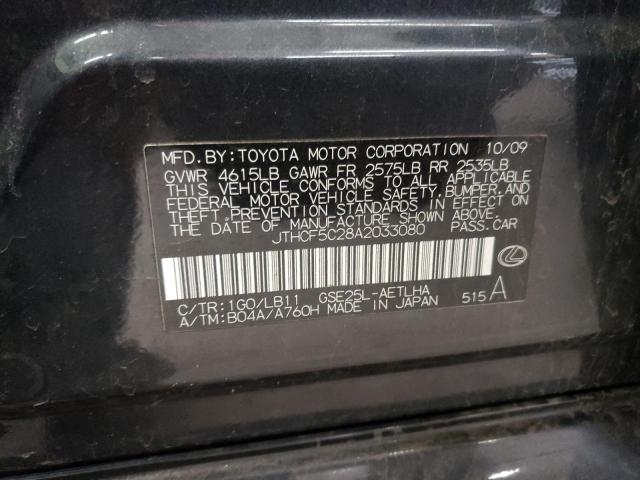 MFD.BY:TOYOTA MOTOR CORPORATION 10/09
GVWR 4615LB GAWR FR 2575LB RR 2535LB
THIS VEHICLE CONFORMS TO ALL APPLICABLE
FEDERAL MOTOR VEHICLE SAFETY,BUMPER,AND
THEFT PREVENTION STANDARDS IN EFFECT ON
THE DATE OF MANUFACTURE SHOWN ABOVE.
JTHCF5C28A2033080 PASS.CAR
C/TR:1G0/LB11 GSE25L-AETLHA
A/TM:B04A/A760H MADE IN JAPAN 515 A